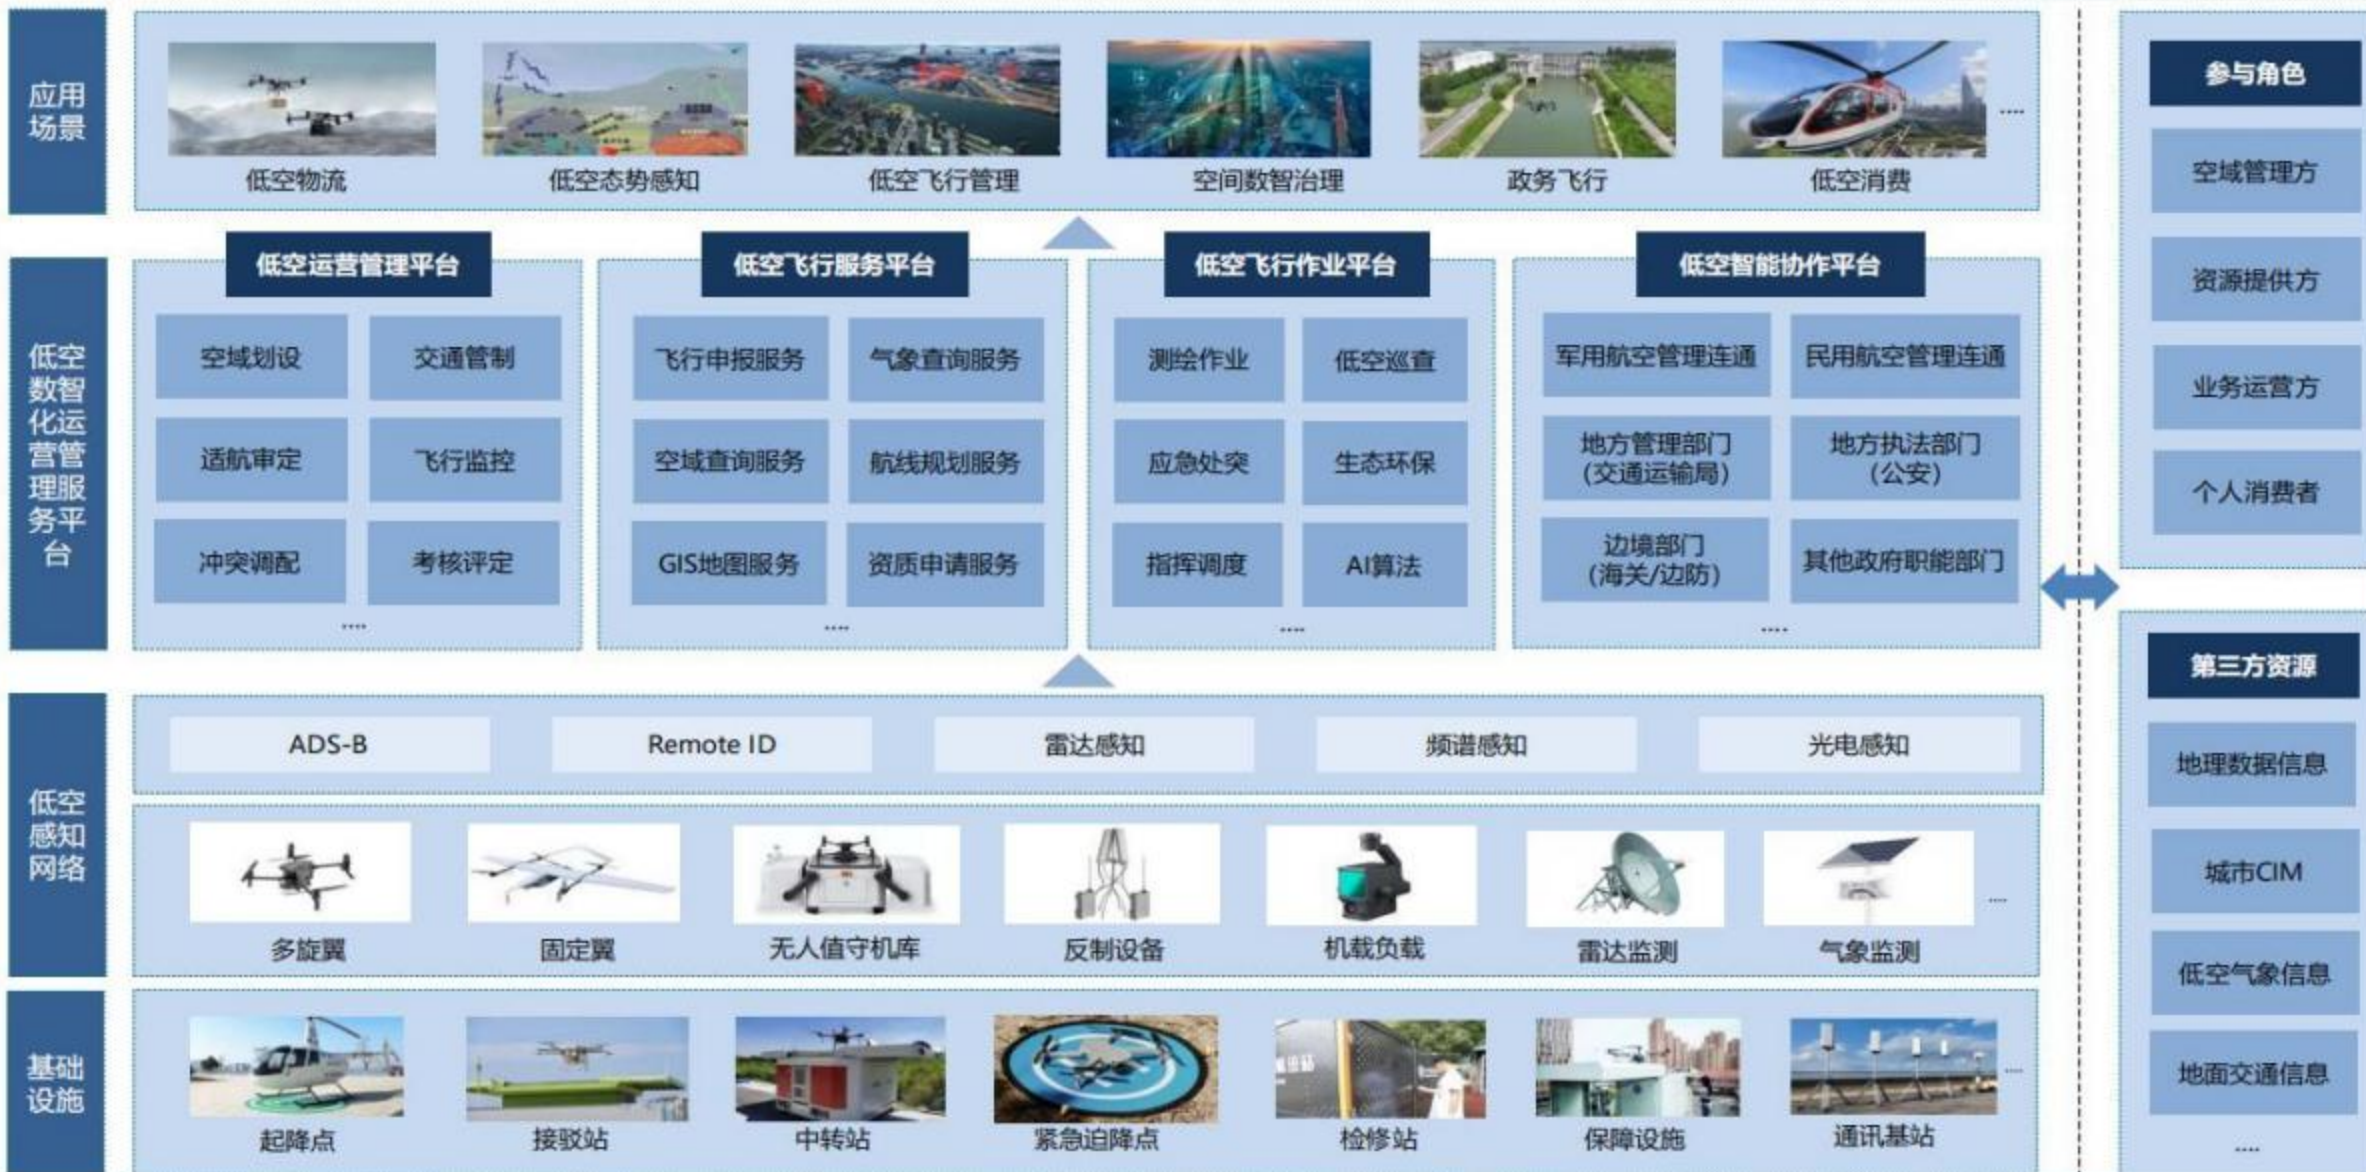 应用
场景
低空物流
低空态势感知
低空飞行管理
空间数智治理
政务飞行
低空消费
....
低空
数智
化运
营管
理服
务平
台
低空运营管理平台
空域划设
交通管制
适航审定
飞行监控
冲突调配
考核评定
....
低空飞行服务平台
飞行申报服务
气象查询服务
空域查询服务
航线规划服务
GIS地图服务
资质申请服务
....
低空飞行作业平台
测绘作业
低空巡查
应急处突
生态环保
指挥调度
AI算法
....
低空智能协作平台
军用航空管理连通
民用航空管理连通
地方管理部门
(交通运输局)
地方执法部门
(公安)
边境部门
(海关/边防)
其他政府职能部门
....
低空
感知
网络
ADS-B
Remote ID
雷达感知
频谱感知
光电感知
多旋翼
固定翼
无人值守机库
反制设备
机载负载
雷达监测
气象监测
....
基础
设施
起降点
接驳站
中转站
紧急迫降点
检修站
保障设施
通讯基站
....
参与角色
空域管理方
资源提供方
业务运营方
个人消费者
第三方资源
地理数据信息
城市CIM
低空气象信息
地面交通信息
....